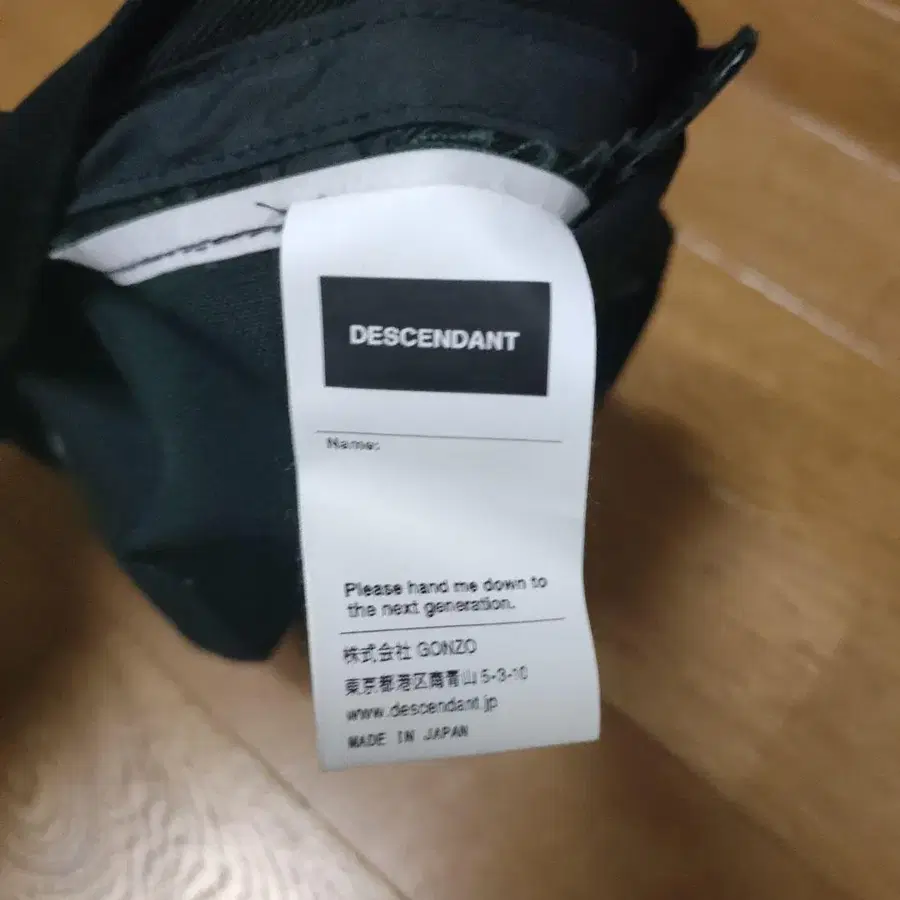 DESCENDANT
Name:
Please hand me down to
the next generation.
株式会社 GONZO
東京都港区南青山 5-3-10
www.descendant.jp
MADE IN JAPAN